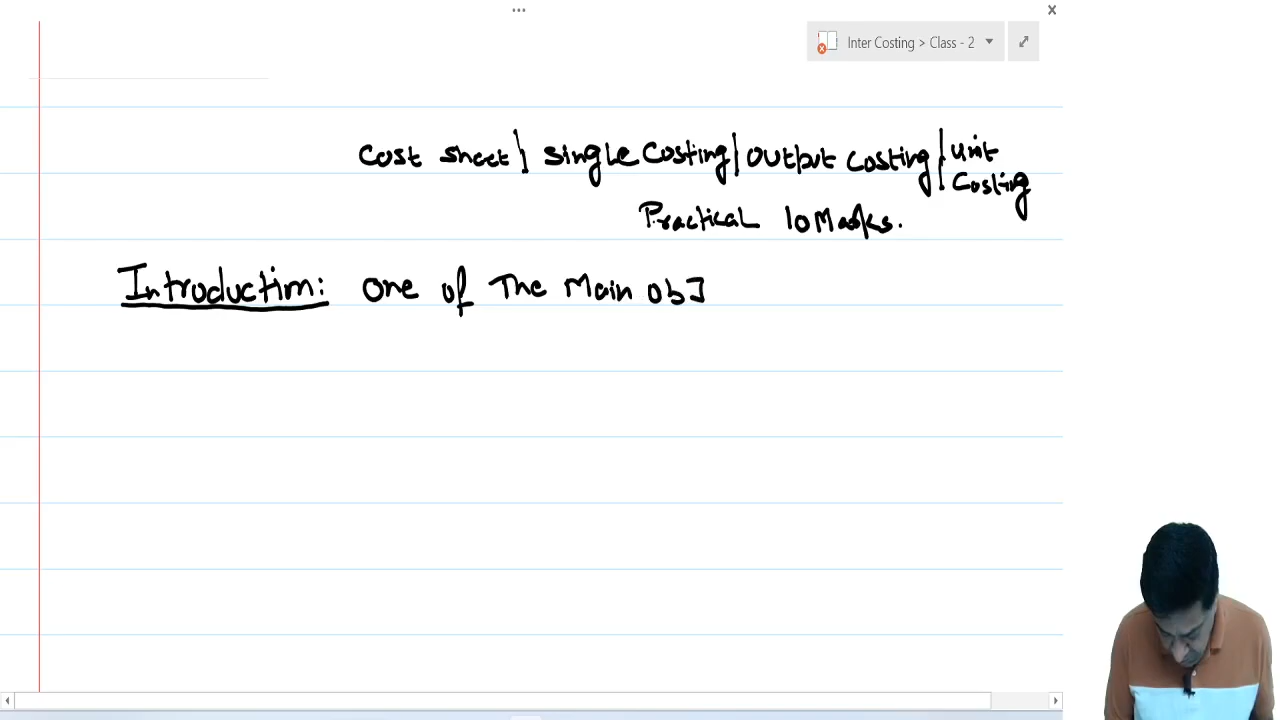 Inter Costing > Class - 2
Cost sheet | single Costing | output costing | unit
Costing
Practical 10 Marks.
Introduction: One of The Main obJ